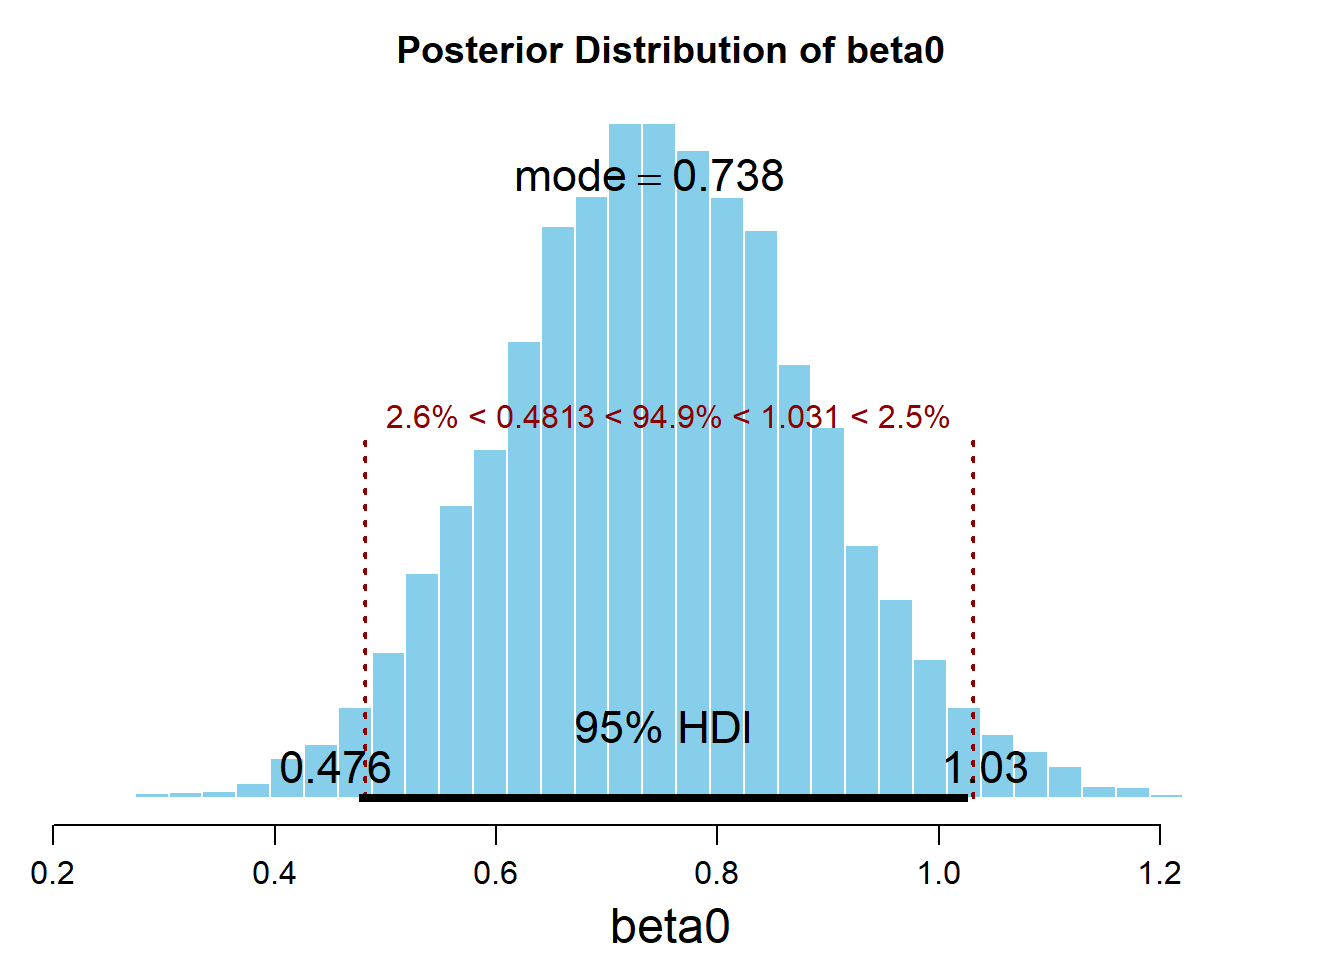 Posterior Distribution of beta0
mode = 0.738
2.6% < 0.4813 < 94.9% < 1.031 < 2.5%
95% HDI
0.476 1.03
0.2 0.4 0.6 0.8 1.0 1.2
beta0